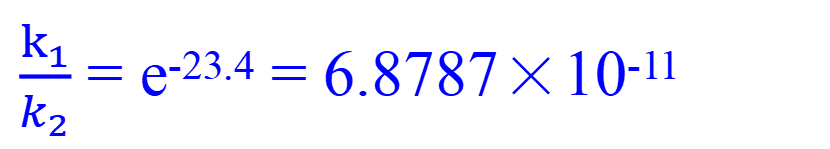 k₁/k₂ = e⁻²³·⁴ = 6.8787 × 10⁻¹¹